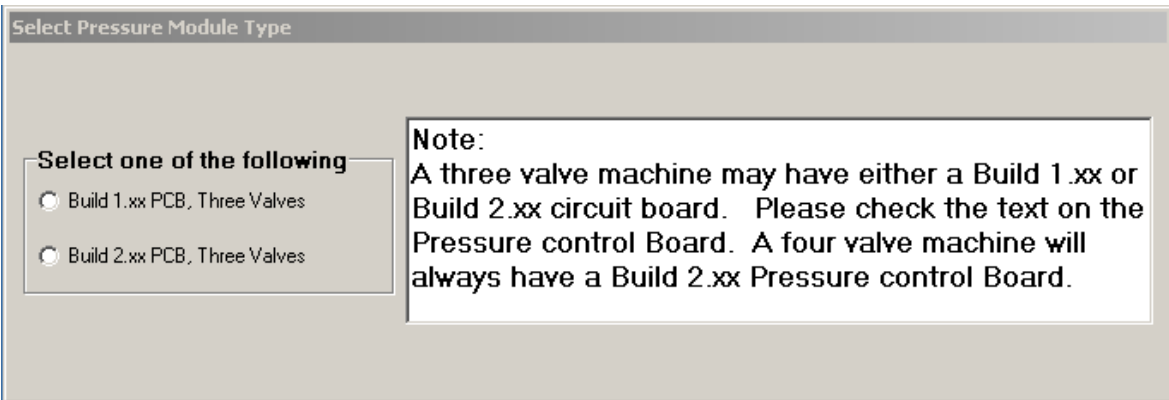 Select Pressure Module Type
Select one of the following
Build 1.xx PCB, Three Valves
Build 2.xx PCB, Three Valves
Note:
A three valve machine may have either a Build 1.xx or
Build 2.xx circuit board.   Please check the text on the
Pressure control Board.  A four valve machine will
always have a Build 2.xx Pressure control Board.